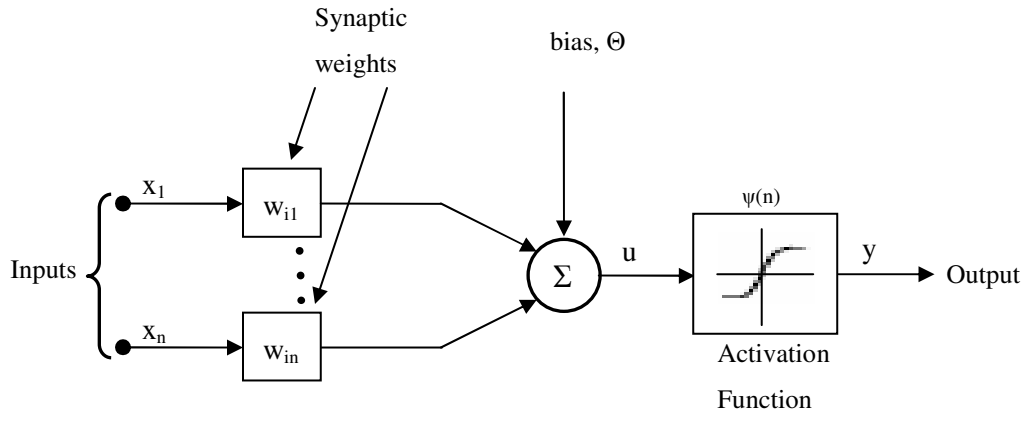 Synaptic
weights
bias, Θ
x1
wi1
ψ(n)
Inputs
Σ
u
y
Output
xn
win
Activation
Function